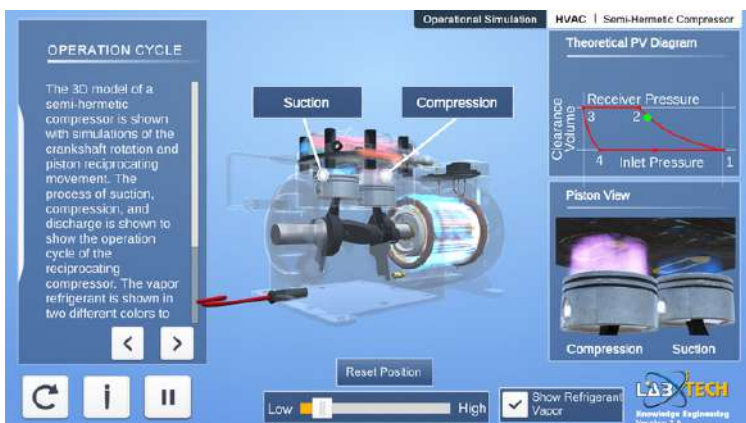 Operational Simulation
HVAC | Semi-Hermetic Compressor
OPERATION CYCLE
The 3D model of a
semi-hermetic
compressor is shown
with simulations of the
crankshaft rotation and
piston reciprocating
movement. The
process of suction,
compression, and
discharge is shown to
show the operation
cycle of the
reciprocating
compressor. The vapor
refrigerant is shown in
two different colors to
Suction
Compression
Theoretical PV Diagram
Clearance
Volume
Receiver Pressure
3
2
4
Inlet Pressure
1
Piston View
Compression
Suction
Reset Position
Low
High
Show Refrigerant
Vapor
LABTECH
Knowledge Engineering